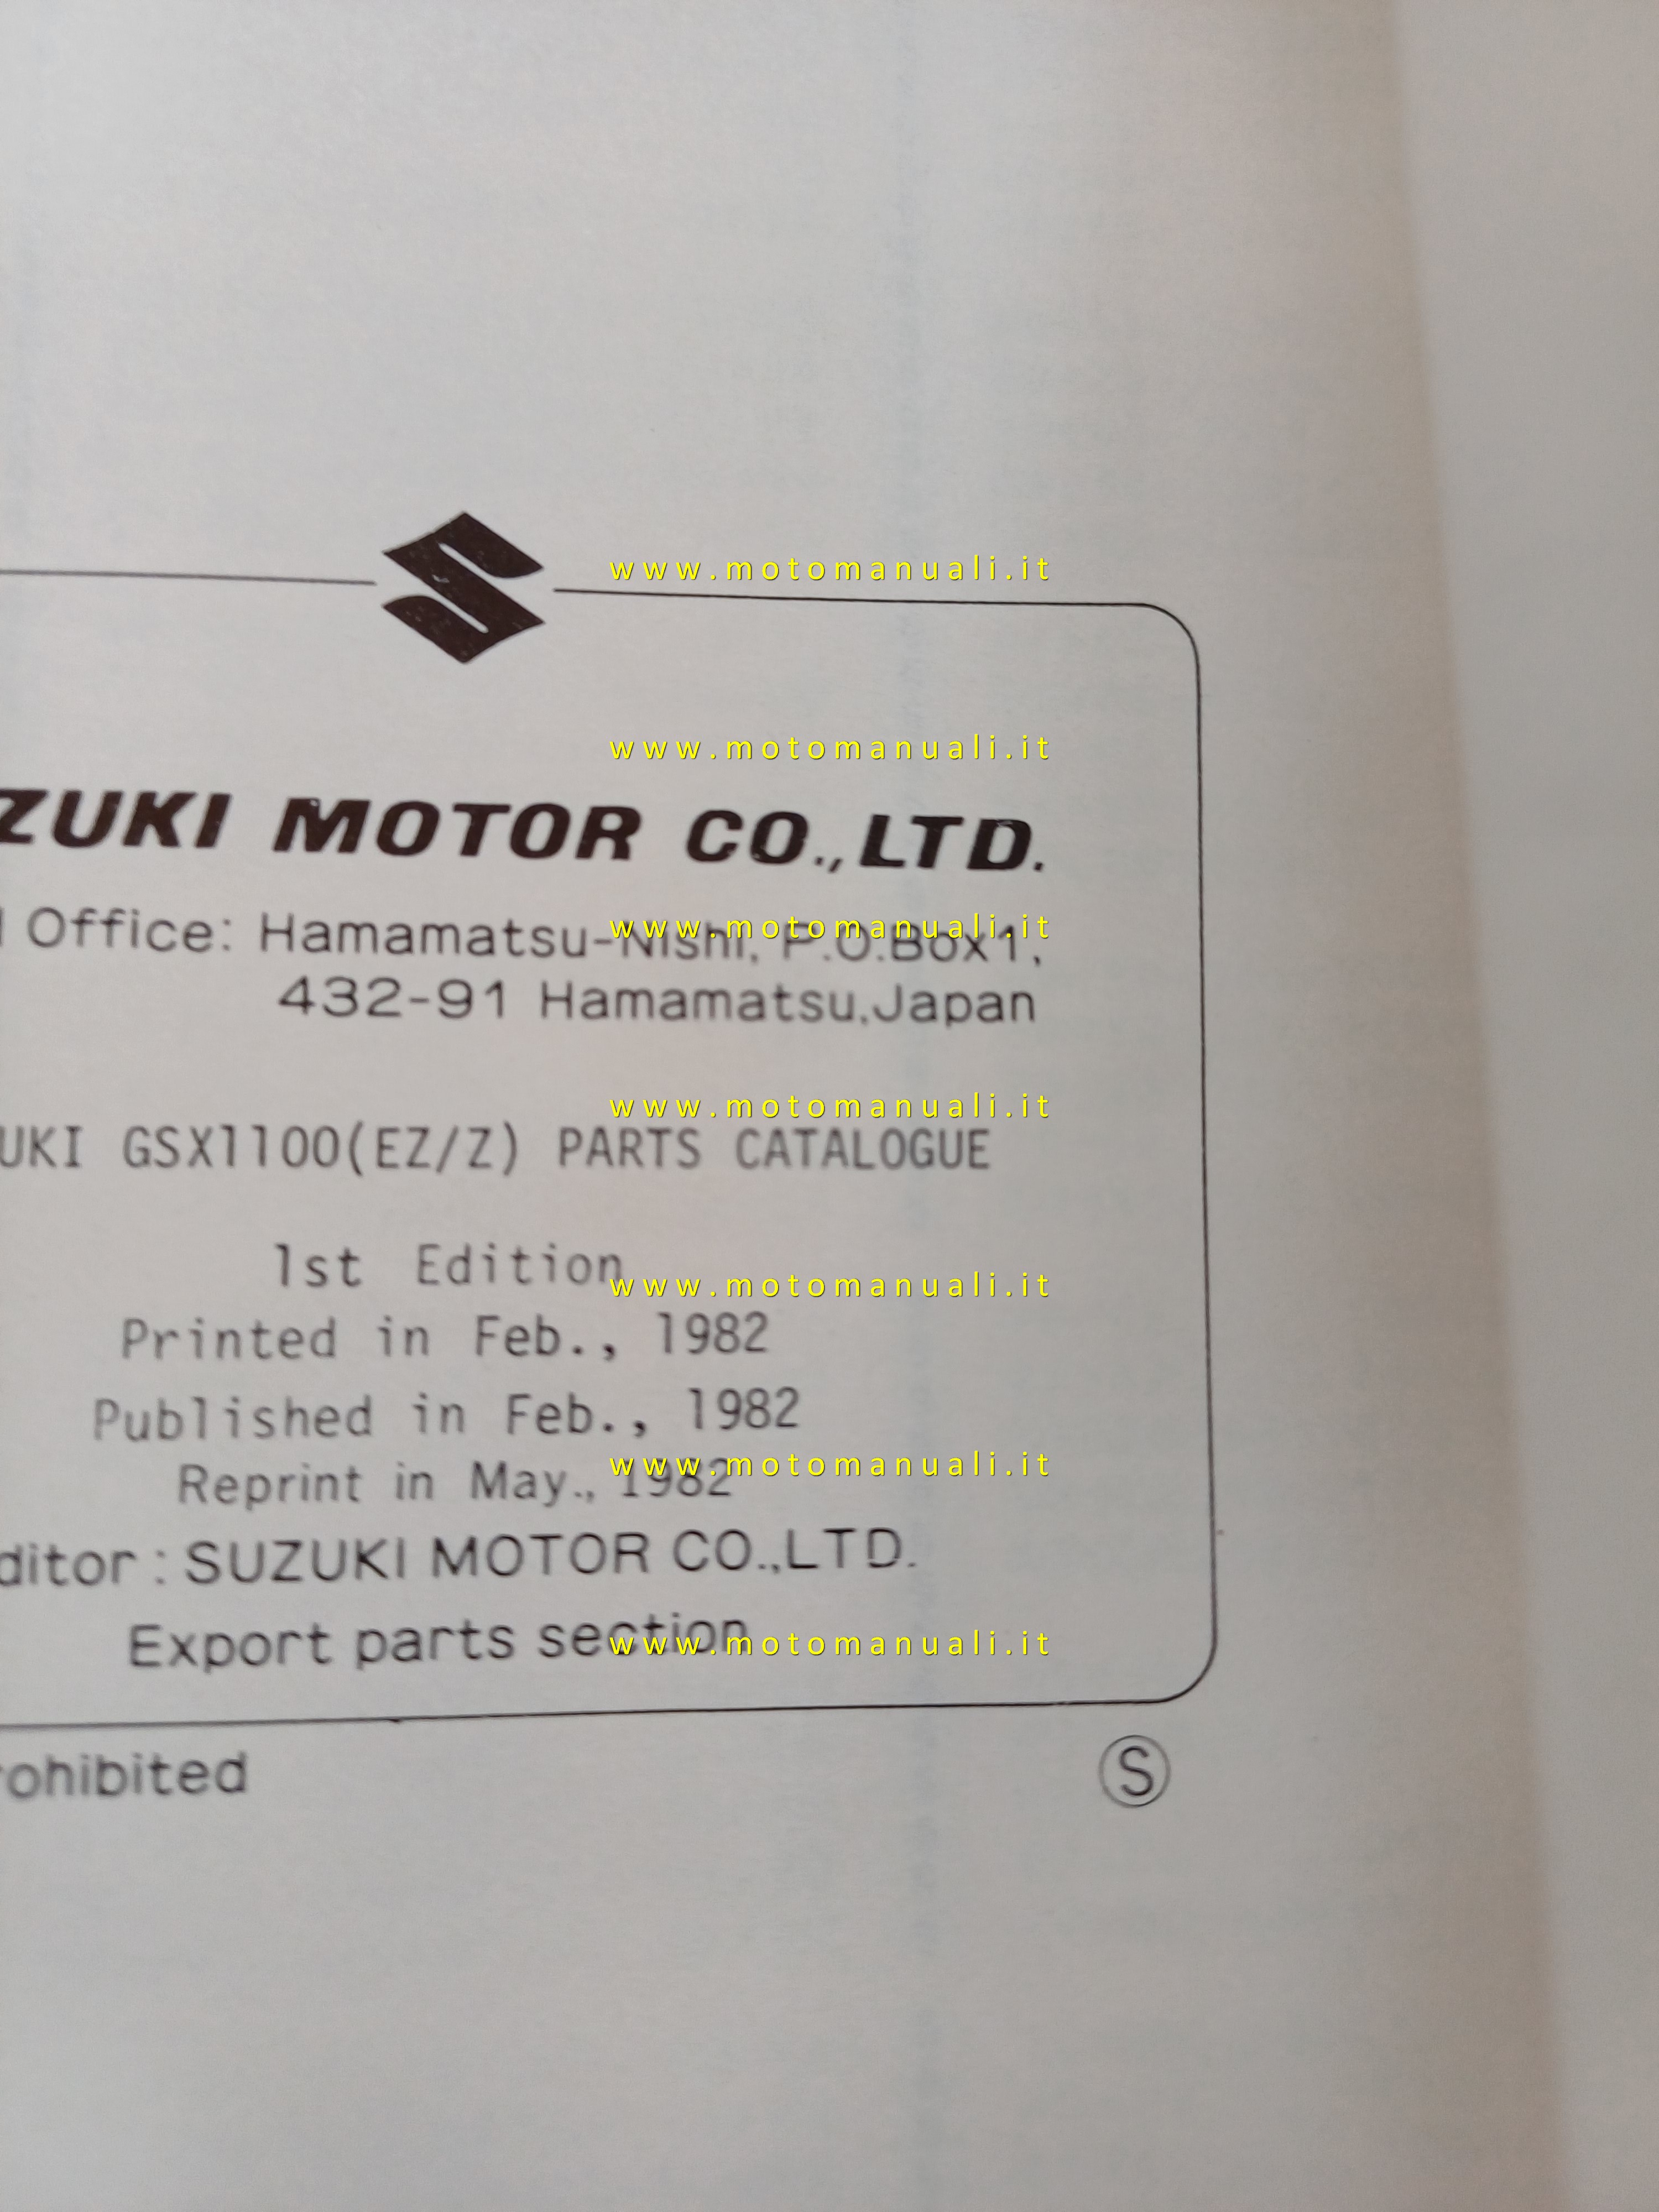 www.motomanuali.it
www.motomanuali.it
ZUKI MOTOR CO.,LTD.
Office: Hamamatsu-Nishi, P.O.Box1,
www.motomanuali.it
432-91 Hamamatsu,Japan
www.motomanuali.it
UKI GSX1100(EZ/Z) PARTS CATALOGUE
1st Edition
www.motomanuali.it
Printed in Feb., 1982
Published in Feb., 1982
Reprint in May., 1982
www.motomanuali.it
ditor : SUZUKI MOTOR CO.,LTD.
Export parts section
www.motomanuali.it
rohibited
Ⓢ